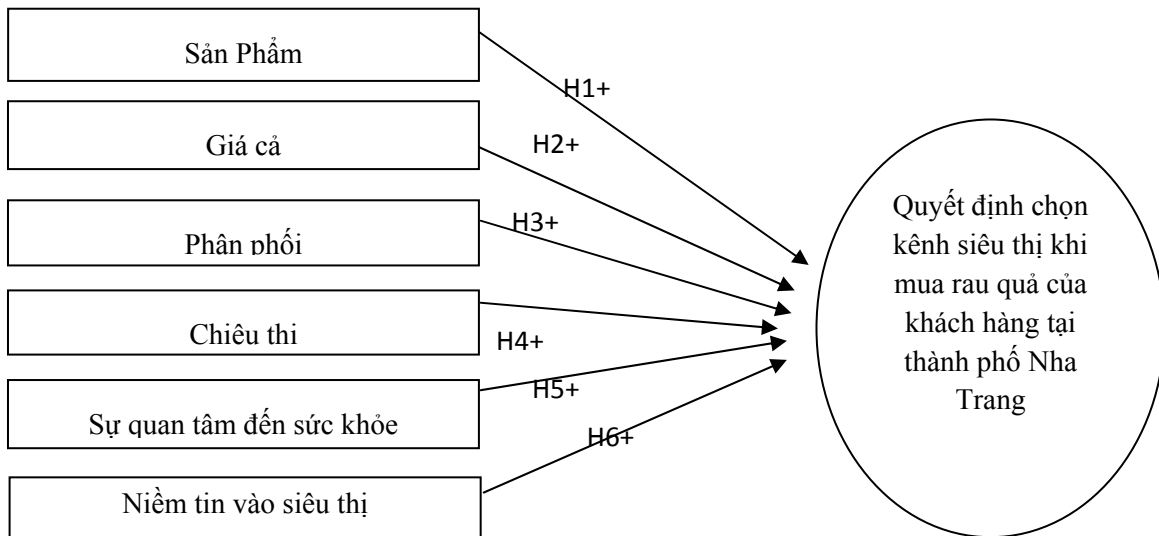 Sản Phẩm
H1+
Giá cả
H2+
Phân phối
H3+
Chiêu thi
H4+
Sự quan tâm đến sức khỏe
H5+
Niềm tin vào siêu thị
H6+
Quyết định chọn
kênh siêu thị khi
mua rau quả của
khách hàng tại
thành phố Nha
Trang